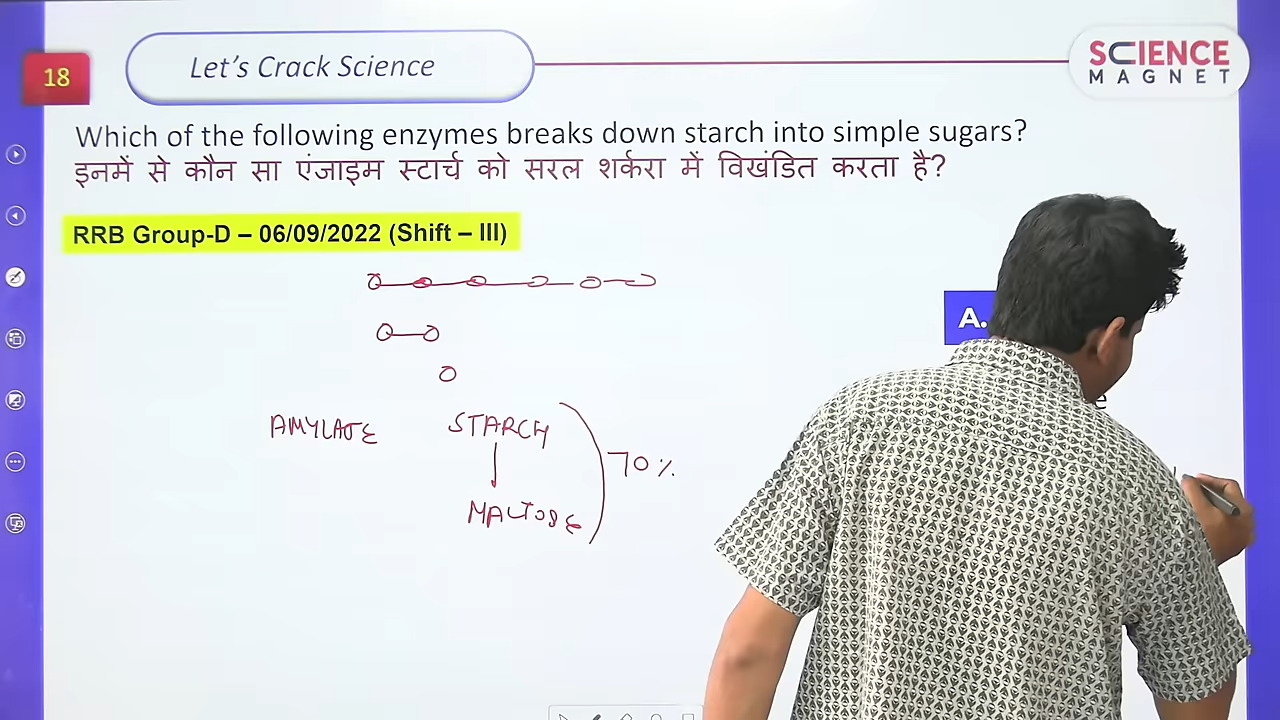 18
Let's Crack Science
SCIENCE
MAGNET
Which of the following enzymes breaks down starch into simple sugars?
इनमें से कौन सा एंजाइम स्टार्च को सरल शर्करा में विखंडित करता है?
RRB Group-D – 06/09/2022 (Shift – III)
A.
AMYLASE
STARCH
70%
MALTOSE